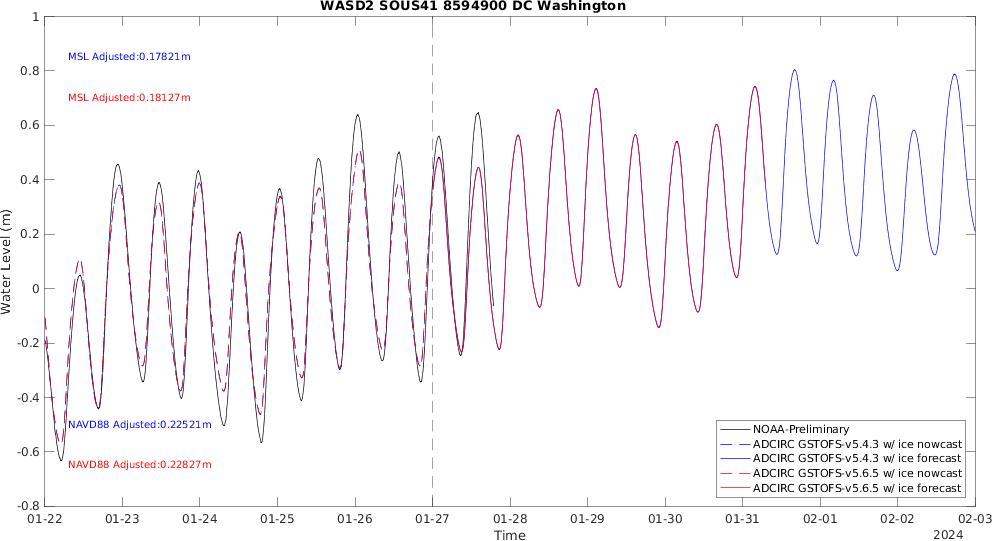 WASD2 SOUS41 8594900 DC Washington
MSL Adjusted:0.17821m
MSL Adjusted:0.18127m
NAVD88 Adjusted:0.22521m
NAVD88 Adjusted:0.22827m
Water Level (m)
1
0.8
0.6
0.4
0.2
0
-0.2
-0.4
-0.6
-0.8
NOAA-Preliminary
ADCIRC GSTOFS-v5.4.3 w/ ice nowcast
ADCIRC GSTOFS-v5.4.3 w/ ice forecast
ADCIRC GSTOFS-v5.6.5 w/ ice nowcast
ADCIRC GSTOFS-v5.6.5 w/ ice forecast
01-22 01-23 01-24 01-25 01-26 01-27 01-28 01-29 01-30 01-31 02-01 02-02 02-03
Time
2024